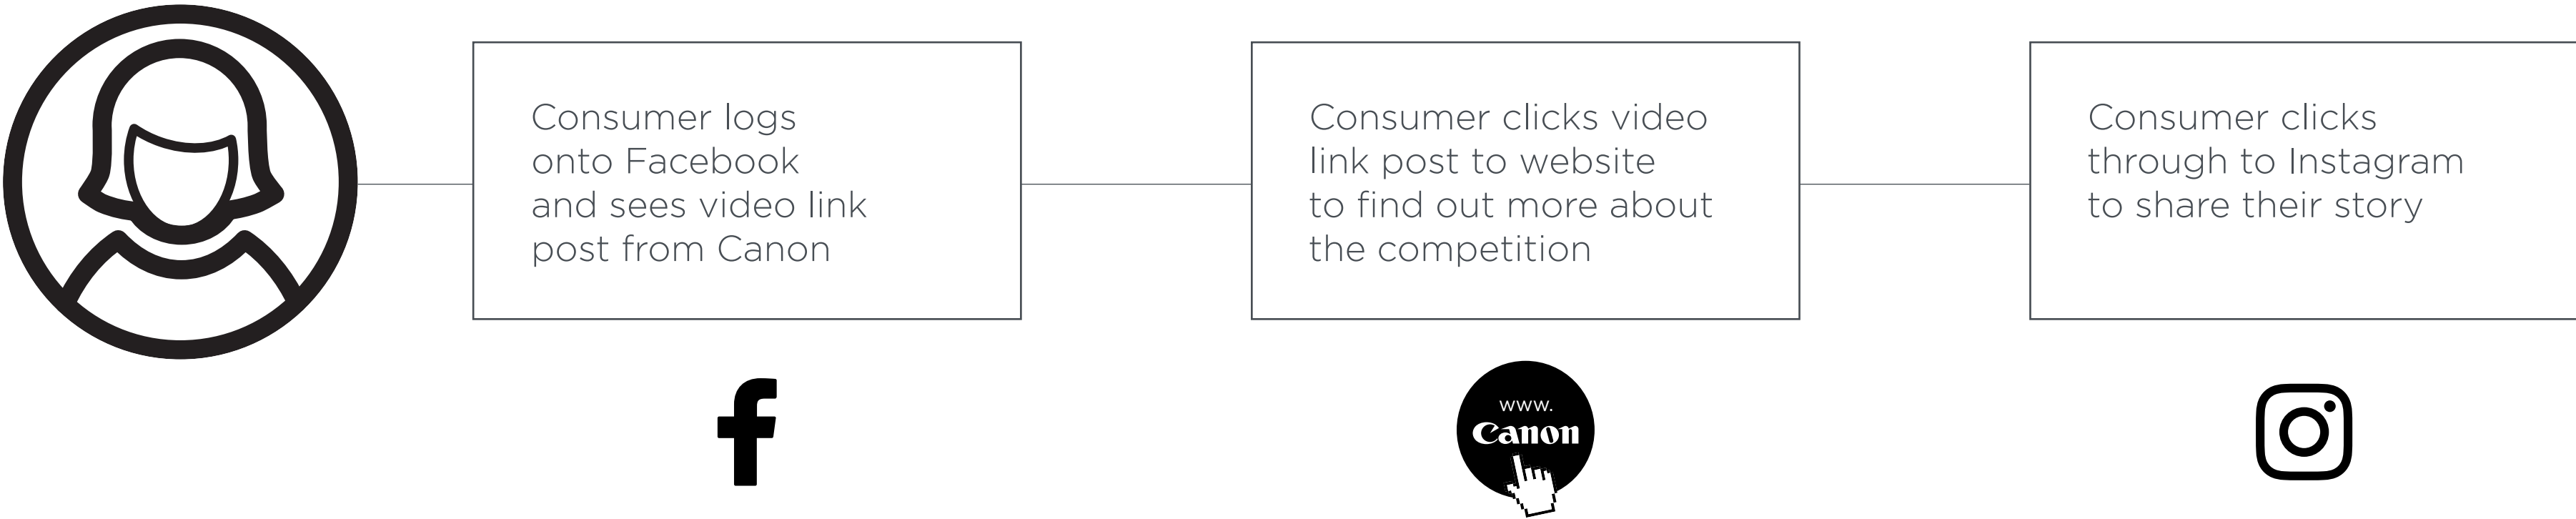 Consumer logs
onto Facebook
and sees video link
post from Canon
Consumer clicks video
link post to website
to find out more about
the competition
Consumer clicks
through to Instagram
to share their story
www.
Canon